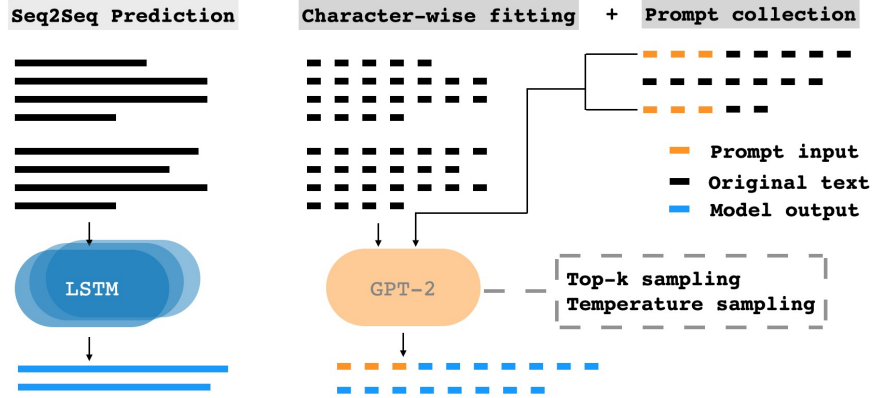 Seq2Seq Prediction
Character-wise fitting + Prompt collection
Prompt input
Original text
Model output
LSTM
GPT-2
Top-k sampling
Temperature sampling